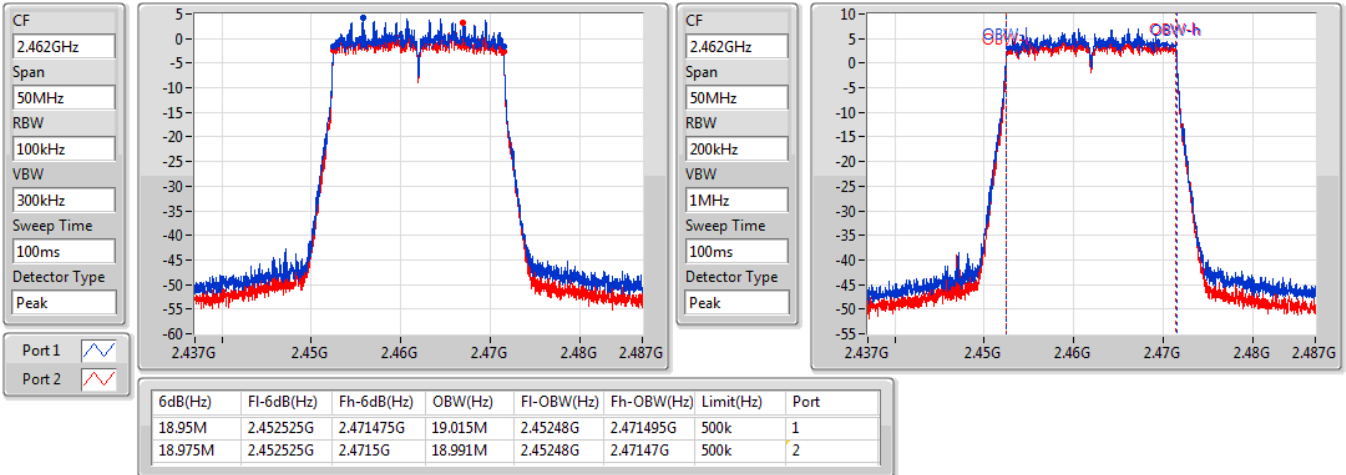 CF
2.462GHz
Span
50MHz
RBW
100kHz
VBW
300kHz
Sweep Time
100ms
Detector Type
Peak
Port 1
Port 2
5
0
-5
-10
-15
-20
-25
-30
-35
-40
-45
-50
-55
-60
2.437G 2.45G 2.46G 2.47G 2.48G 2.487G
CF
2.462GHz
Span
50MHz
RBW
200kHz
VBW
1MHz
Sweep Time
100ms
Detector Type
Peak
10
5
0
-5
-10
-15
-20
-25
-30
-35
-40
-45
-50
-55
OBW-h
2.437G 2.45G 2.46G 2.47G 2.48G 2.487G
6dB(Hz) Fl-6dB(Hz) Fh-6dB(Hz) OBW(Hz) Fl-OBW(Hz) Fh-OBW(Hz) Limit(Hz) Port
18.95M 2.452525G 2.471475G 19.015M 2.45248G 2.471495G 500k 1
18.975M 2.452525G 2.4715G 18.991M 2.45248G 2.47147G 500k 2